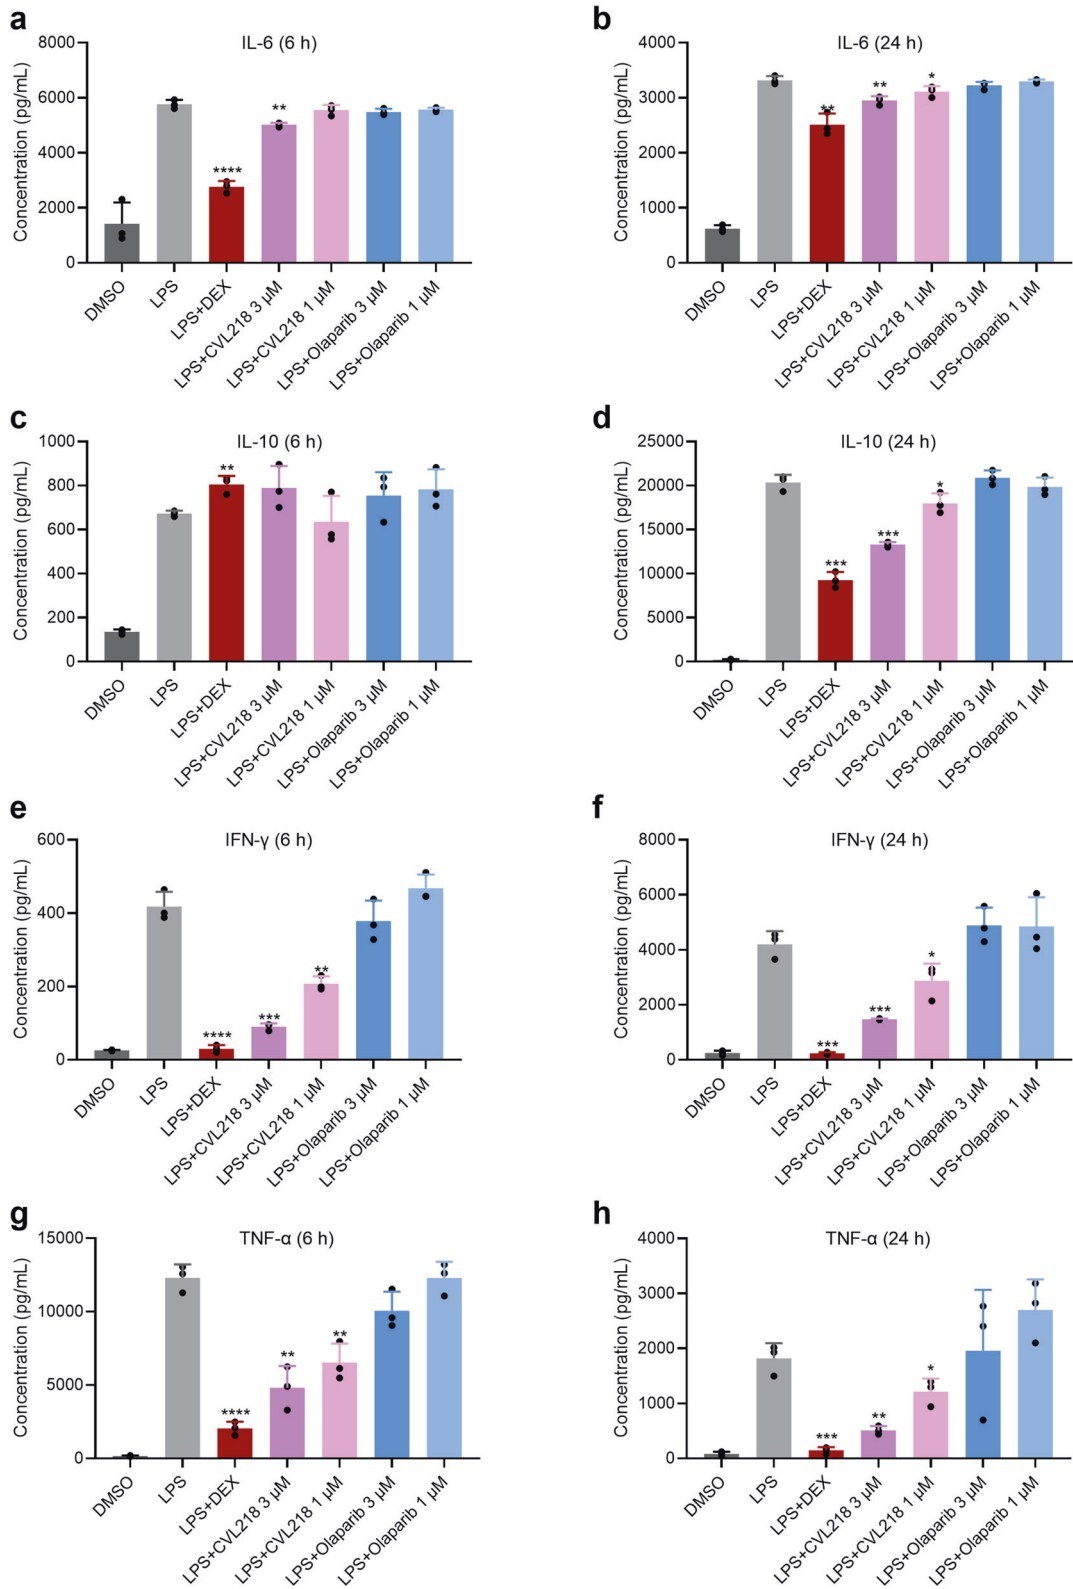 a
IL-6 (6 h)
Concentration (pg/mL)
8000
6000
4000
2000
0
**
****
DMSO
LPS
LPS+DEX
LPS+CVL218 3 μM
LPS+CVL218 1 μM
LPS+Olaparib 3 μM
LPS+Olaparib 1 μM
b
IL-6 (24 h)
Concentration (pg/mL)
4000
3000
2000
1000
0
**
**
*
DMSO
LPS
LPS+DEX
LPS+CVL218 3 μM
LPS+CVL218 1 μM
LPS+Olaparib 3 μM
LPS+Olaparib 1 μM
c
IL-10 (6 h)
Concentration (pg/mL)
1000
800
600
400
200
0
**
DMSO
LPS
LPS+DEX
LPS+CVL218 3 μM
LPS+CVL218 1 μM
LPS+Olaparib 3 μM
LPS+Olaparib 1 μM
d
IL-10 (24 h)
Concentration (pg/mL)
25000
20000
15000
10000
5000
0
***
***
*
DMSO
LPS
LPS+DEX
LPS+CVL218 3 μM
LPS+CVL218 1 μM
LPS+Olaparib 3 μM
LPS+Olaparib 1 μM
e
IFN-γ (6 h)
Concentration (pg/mL)
600
400
200
0
****
***
**
DMSO
LPS
LPS+DEX
LPS+CVL218 3 μM
LPS+CVL218 1 μM
LPS+Olaparib 3 μM
LPS+Olaparib 1 μM
f
IFN-γ (24 h)
Concentration (pg/mL)
8000
6000
4000
2000
0
***
***
*
DMSO
LPS
LPS+DEX
LPS+CVL218 3 μM
LPS+CVL218 1 μM
LPS+Olaparib 3 μM
LPS+Olaparib 1 μM
g
TNF-α (6 h)
Concentration (pg/mL)
15000
10000
5000
0
****
**
**
DMSO
LPS
LPS+DEX
LPS+CVL218 3 μM
LPS+CVL218 1 μM
LPS+Olaparib 3 μM
LPS+Olaparib 1 μM
h
TNF-α (24 h)
Concentration (pg/mL)
4000
3000
2000
1000
0
***
**
*
DMSO
LPS
LPS+DEX
LPS+CVL218 3 μM
LPS+CVL218 1 μM
LPS+Olaparib 3 μM
LPS+Olaparib 1 μM